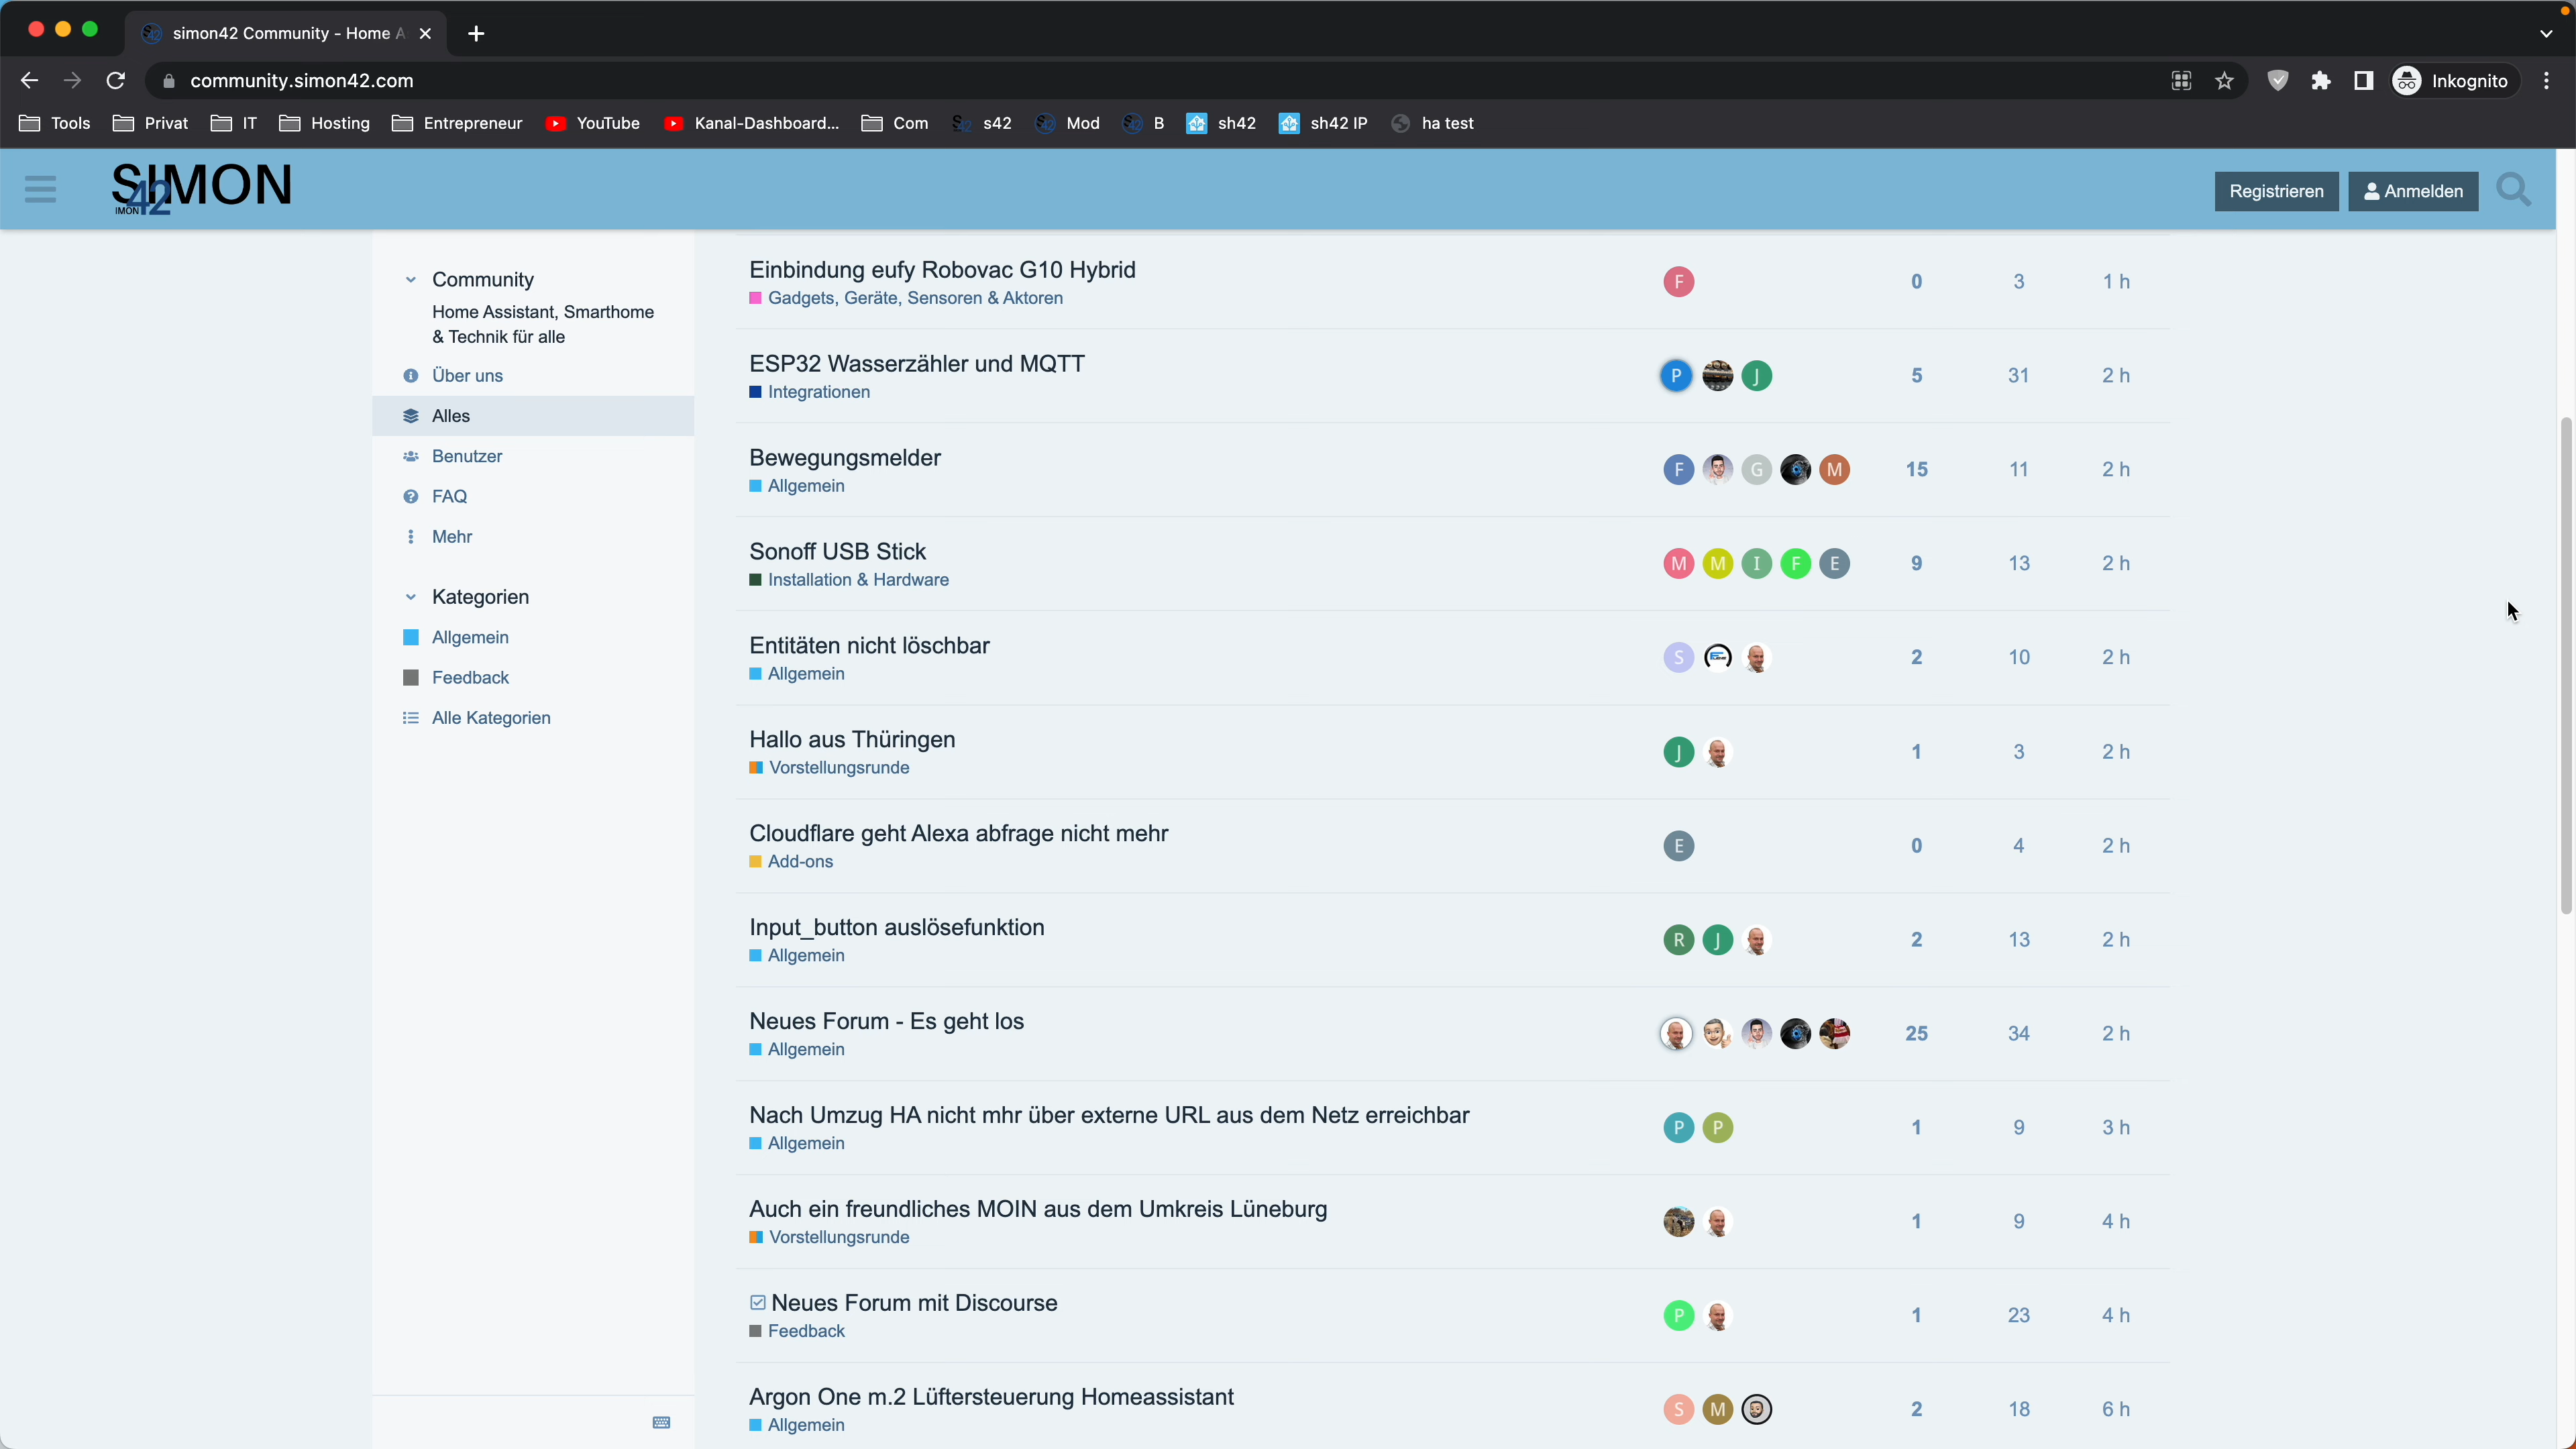 simon42 Community - Home A
community.simon42.com
Inkognito
Tools Privat IT Hosting Entrepreneur YouTube Kanal-Dashboard... Com s42 Mod B sh42 sh42 IP ha test
SIMON
IMON 42
Registrieren Anmelden
Community
Home Assistant, Smarthome
& Technik für alle
Über uns
Alles
Benutzer
FAQ
Mehr
Kategorien
Allgemein
Feedback
Alle Kategorien
Einbindung eufy Robovac G10 Hybrid
Gadgets, Geräte, Sensoren & Aktoren
F 0 3 1 h
ESP32 Wasserzähler und MQTT
Integrationen
P J 5 31 2 h
Bewegungsmelder
Allgemein
F G M 15 11 2 h
Sonoff USB Stick
Installation & Hardware
M M I F E 9 13 2 h
Entitäten nicht löschbar
Allgemein
S 2 10 2 h
Hallo aus Thüringen
Vorstellungsrunde
J 1 3 2 h
Cloudflare geht Alexa abfrage nicht mehr
Add-ons
E 0 4 2 h
Input_button auslösefunktion
Allgemein
R J 2 13 2 h
Neues Forum - Es geht los
Allgemein
25 34 2 h
Nach Umzug HA nicht mhr über externe URL aus dem Netz erreichbar
Allgemein
P P 1 9 3 h
Auch ein freundliches MOIN aus dem Umkreis Lüneburg
Vorstellungsrunde
1 9 4 h
Neues Forum mit Discourse
Feedback
P 1 23 4 h
Argon One m.2 Lüftersteuerung Homeassistant
Allgemein
S M 2 18 6 h